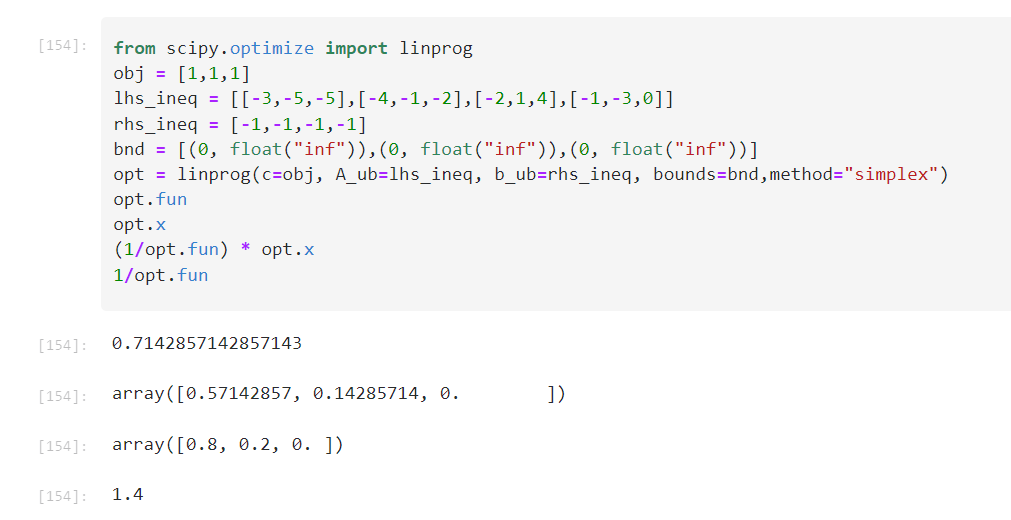 [154]: from scipy.optimize import linprog
obj = [1,1,1]
lhs_ineq = [[-3,-5,-5],[-4,-1,-2],[-2,1,4],[-1,-3,0]]
rhs_ineq = [-1,-1,-1,-1]
bnd = [(0, float("inf")),(0, float("inf")),(0, float("inf"))]
opt = linprog(c=obj, A_ub=lhs_ineq, b_ub=rhs_ineq, bounds=bnd,method="simplex")
opt.fun
opt.x
(1/opt.fun) * opt.x
1/opt.fun
[154]: 0.7142857142857143
[154]: array([0.57142857, 0.14285714, 0.        ])
[154]: array([0.8, 0.2, 0. ])
[154]: 1.4